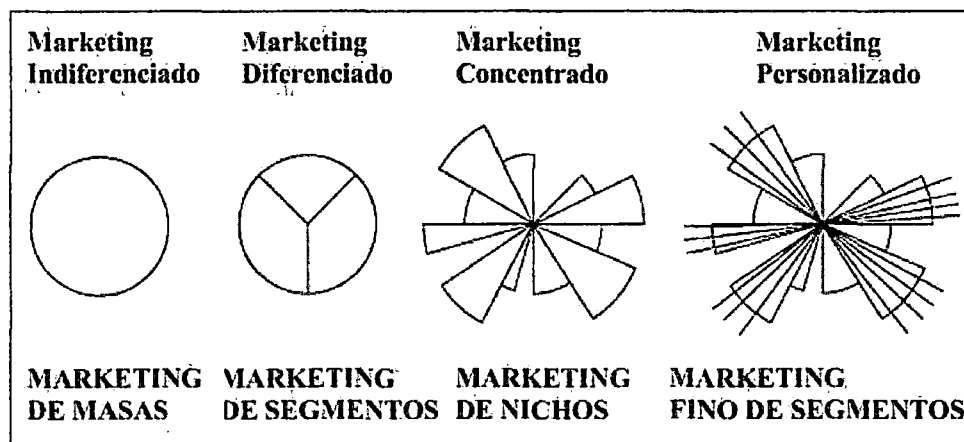 Marketing
Indiferenciado
Marketing
Diferenciado
Marketing
Concentrado
Marketing
Personalizado
MARKETING
DE MASAS
MARKETING
DE SEGMENTOS
MARKETING
DE NICHOS
MARKETING
FINO DE SEGMENTOS